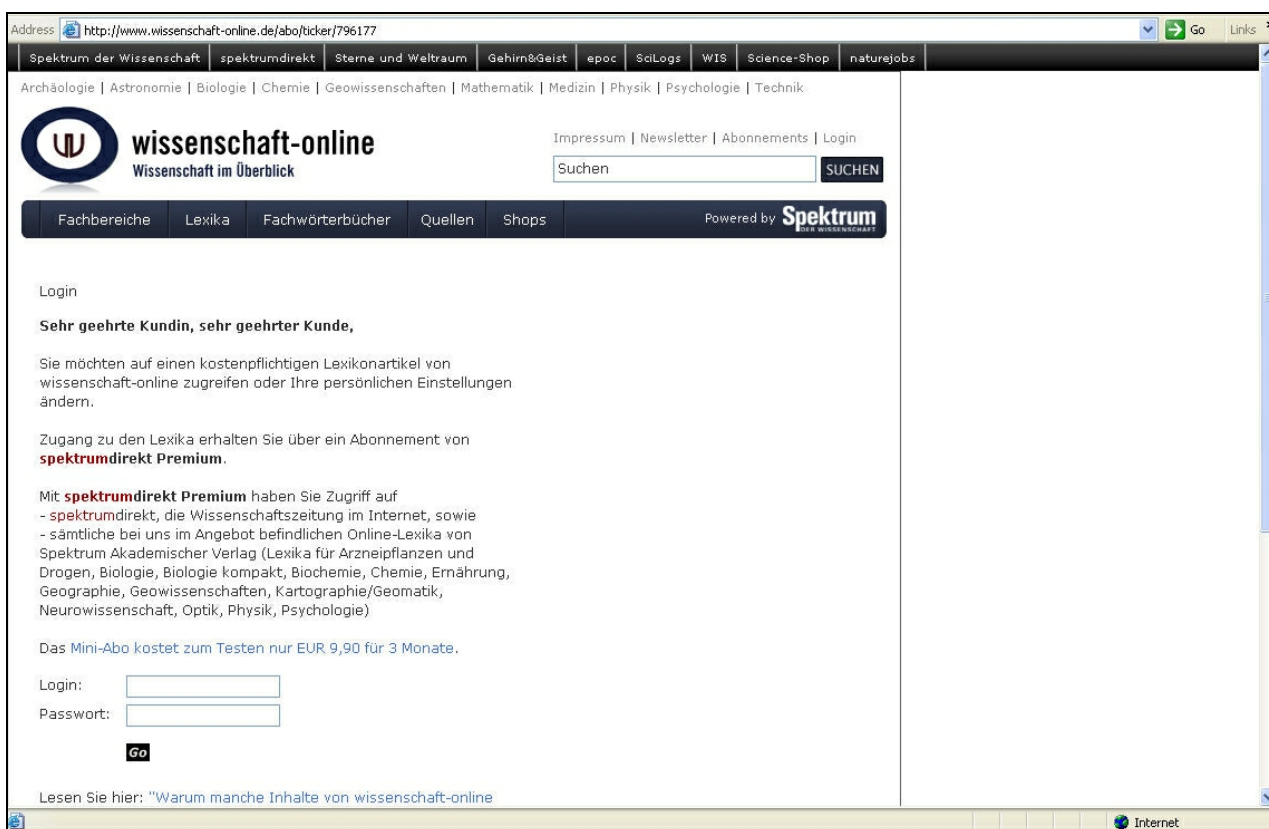 Address http://www.wissenschaft-online.de/abo/ticker/796177 Go Links
Spektrum der Wissenschaft spektrumdirekt Sterne und Weltraum Gehirn&Geist epoc SciLogs WIS Science-Shop naturejobs
Archäologie | Astronomie | Biologie | Chemie | Geowissenschaften | Mathematik | Medizin | Physik | Psychologie | Technik
wissenschaft-online
Wissenschaft im Überblick
Impressum | Newsletter | Abonnements | Login
Suchen SUCHEN
Fachbereiche Lexika Fachwörterbücher Quellen Shops Powered by Spektrum
DER WISSENSCHAFT
Login
Sehr geehrte Kundin, sehr geehrter Kunde,
Sie möchten auf einen kostenpflichtigen Lexikonartikel von
wissenschaft-online zugreifen oder Ihre persönlichen Einstellungen
ändern.
Zugang zu den Lexika erhalten Sie über ein Abonnement von
spektrumdirekt Premium.
Mit spektrumdirekt Premium haben Sie Zugriff auf
- spektrumdirekt, die Wissenschaftszeitung im Internet, sowie
- sämtliche bei uns im Angebot befindlichen Online-Lexika von
Spektrum Akademischer Verlag (Lexika für Arzneipflanzen und
Drogen, Biologie, Biologie kompakt, Biochemie, Chemie, Ernährung,
Geographie, Geowissenschaften, Kartographie/Geomatik,
Neurowissenschaft, Optik, Physik, Psychologie)
Das Mini-Abo kostet zum Testen nur EUR 9,90 für 3 Monate.
Login:
Passwort:
Go
Lesen Sie hier: "Warum manche Inhalte von wissenschaft-online
Internet